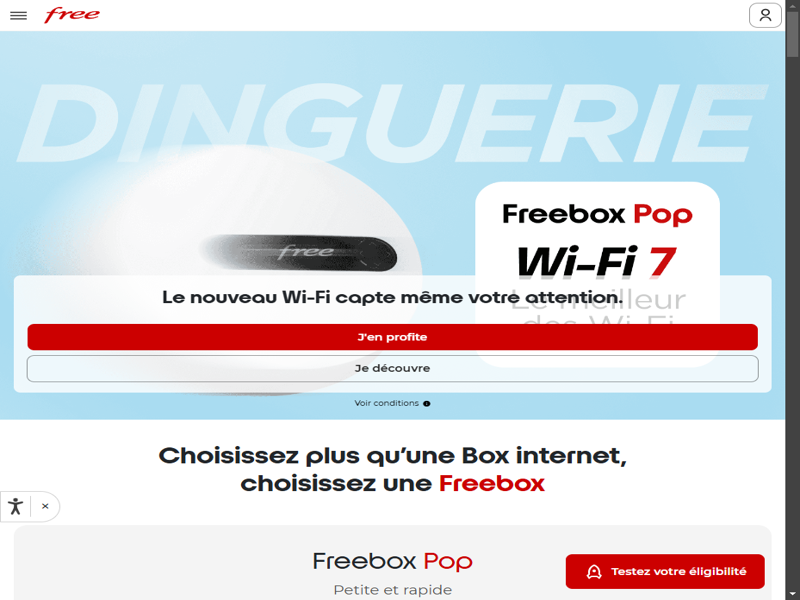 free
DINGUERIE
free
Freebox Pop
Wi-Fi 7
Le meilleur
des Wi-Fi
Le nouveau Wi-Fi capte même votre attention.
J'en profite
Je découvre
Voir conditions
Choisissez plus qu'une Box internet,
choisissez une Freebox
×
Freebox Pop
Petite et rapide
Testez votre éligibilité